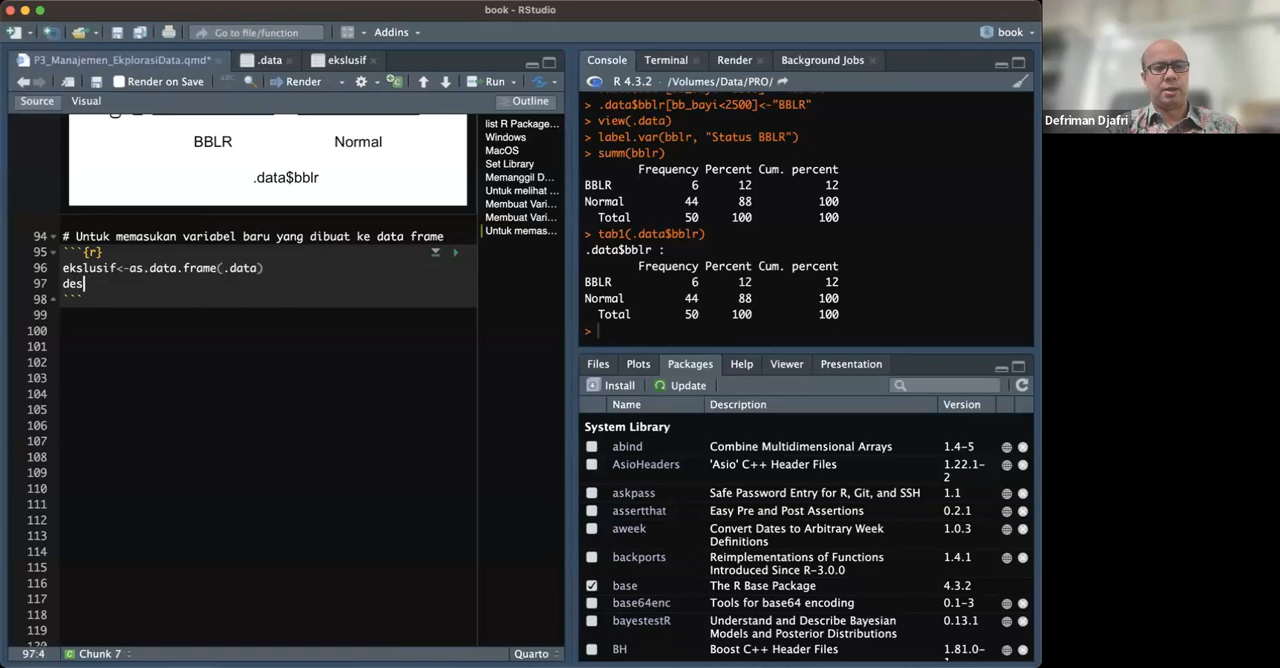 book - RStudio
Go to file/function
Addins
book
P3_Manajemen_EkplorasiData.qmd*
.data
ekslusif
Render on Save
Render
Run
Source
Visual
Outline
BBLR
Normal
.data$bblr
94 # Untuk memasukan variabel baru yang dibuat ke data frame
95 ```{r}
96 ekslusif<-as.data.frame(.data)
97 des
98 ```
99
100
101
102
103
104
105
106
107
108
109
110
111
112
113
114
115
116
117
118
119
97:4
Chunk 7
Quarto
list R Package...
Windows
MacOS
Set Library
Memanggil D...
Untuk melihat ...
Membuat Vari...
Membuat Vari...
Untuk memas...
Console
Terminal
Render
Background Jobs
R 4.3.2 · /Volumes/Data/PRO/
> .data$bblr[bb_bayi<2500]<-"BBLR"
> view(.data)
> label.var(bblr, "Status BBLR")
> summ(bblr)
Frequency Percent Cum. percent
BBLR 6 12 12
Normal 44 88 100
Total 50 100 100
> tab1(.data$bblr)
.data$bblr :
Frequency Percent Cum. percent
BBLR 6 12 12
Normal 44 88 100
Total 50 100 100
>
Files
Plots
Packages
Help
Viewer
Presentation
Install
Update
Name Description Version
System Library
abind Combine Multidimensional Arrays 1.4-5
AsioHeaders 'Asio' C++ Header Files 1.22.1-
2
askpass Safe Password Entry for R, Git, and SSH 1.1
assertthat Easy Pre and Post Assertions 0.2.1
aweek Convert Dates to Arbitrary Week 1.0.3
Definitions
backports Reimplementations of Functions 1.4.1
Introduced Since R-3.0.0
base The R Base Package 4.3.2
base64enc Tools for base64 encoding 0.1-3
bayestestR Understand and Describe Bayesian 0.13.1
Models and Posterior Distributions
BH Boost C++ Header Files 1.81.0-
Defriman Djafri